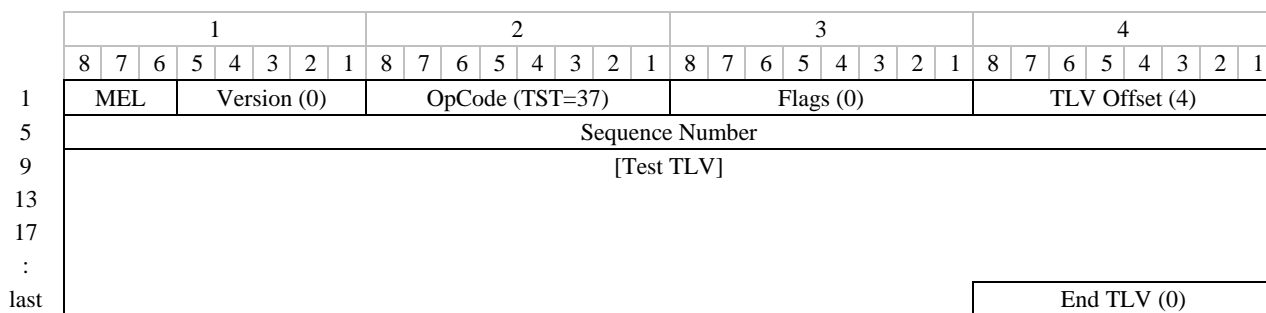 1 2 3 4
8 7 6 5 4 3 2 1 8 7 6 5 4 3 2 1 8 7 6 5 4 3 2 1 8 7 6 5 4 3 2 1
1 MEL Version (0) OpCode (TST=37) Flags (0) TLV Offset (4)
5 Sequence Number
9 [Test TLV]
13
17
:
last End TLV (0)